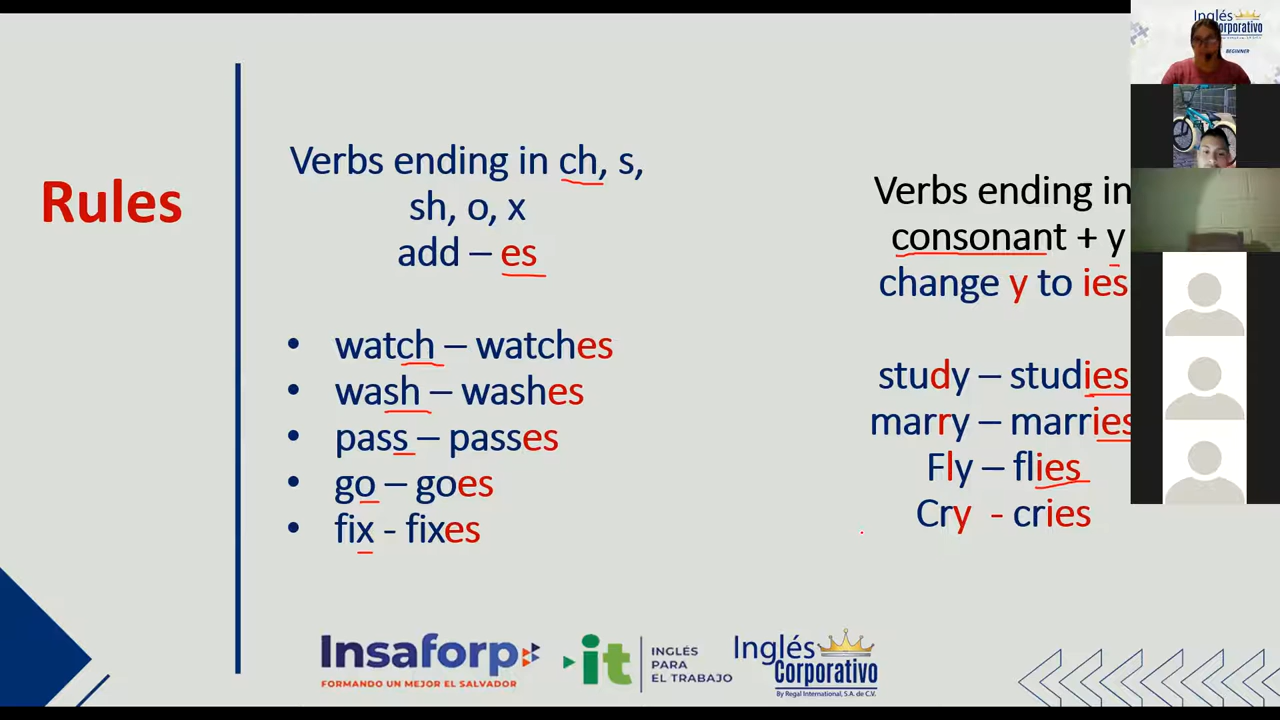 Rules
Verbs ending in ch, s,
sh, o, x
add – es
• watch – watches
• wash – washes
• pass – passes
• go – goes
• fix - fixes
Verbs ending in
consonant + y
change y to ies
study – studies
marry – marries
Fly – flies
Cry - cries
Insaforp
FORMANDO UN MEJOR EL SALVADOR
it
INGLÉS
PARA
EL TRABAJO
Inglés
Corporativo
By Regal International, S.A. de C.V.
Inglés
Corporativo
BEGINNER